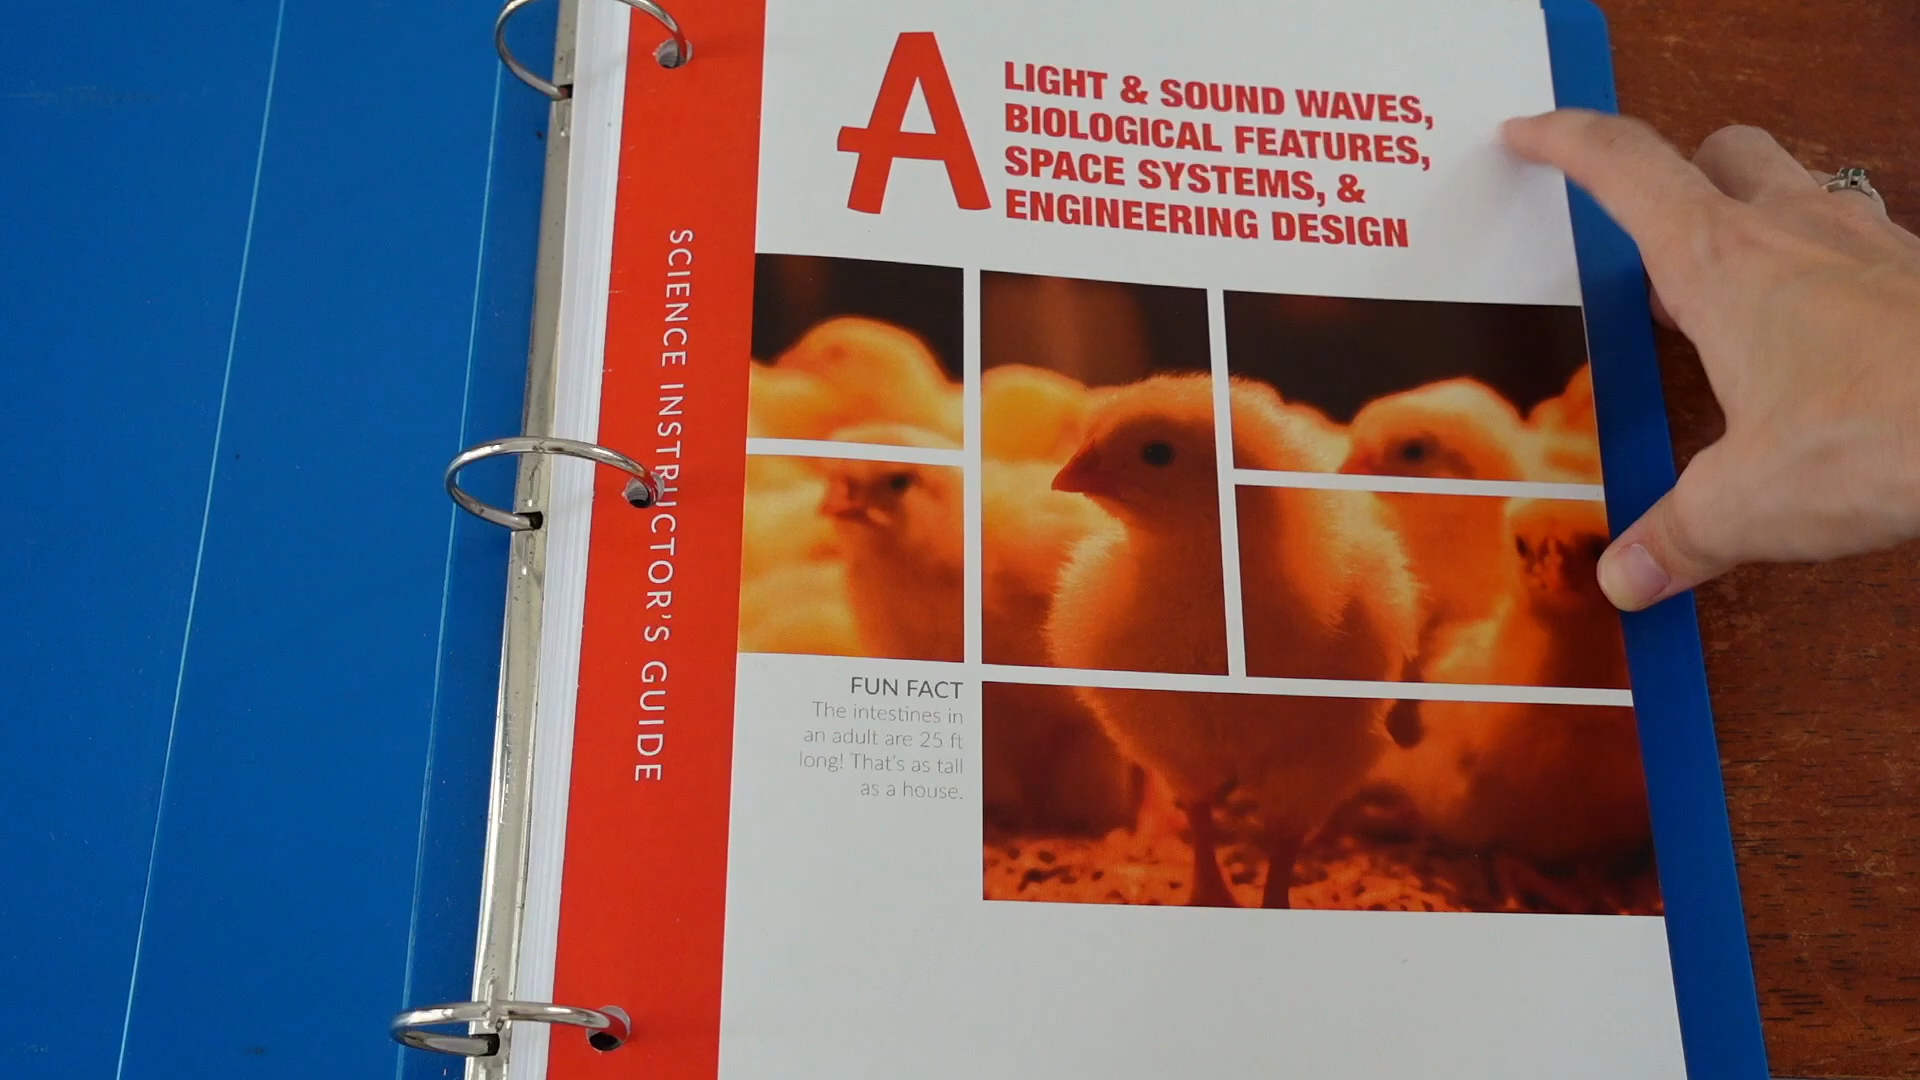 A
LIGHT & SOUND WAVES,
BIOLOGICAL FEATURES,
SPACE SYSTEMS, &
ENGINEERING DESIGN
SCIENCE INSTRUCTOR'S GUIDE
FUN FACT
The intestines in
an adult are 25 ft
long! That's as tall
as a house.